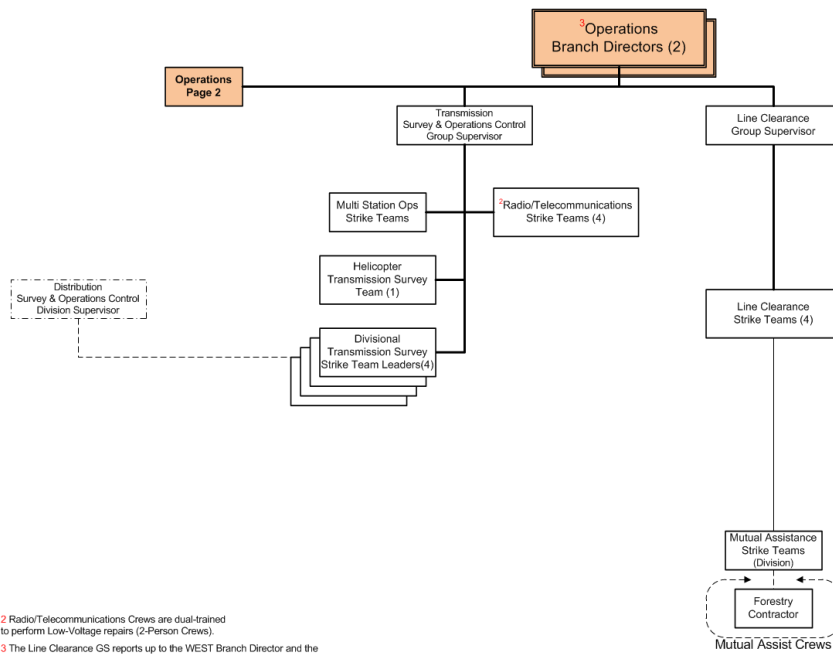 3Operations
Branch Directors (2)
Operations
Page 2
Transmission
Survey & Operations Control
Group Supervisor
Line Clearance
Group Supervisor
Multi Station Ops
Strike Teams
2Radio/Telecommunications
Strike Teams (4)
Helicopter
Transmission Survey
Team (1)
Distribution
Survey & Operations Control
Division Supervisor
Line Clearance
Strike Teams (4)
Divisional
Transmission Survey
Strike Team Leaders(4)
Mutual Assistance
Strike Teams
(Division)
Forestry
Contractor
Mutual Assist Crews
2 Radio/Telecommunications Crews are dual-trained
to perform Low-Voltage repairs (2-Person Crews).
3 The Line Clearance GS reports up to the WEST Branch Director and the